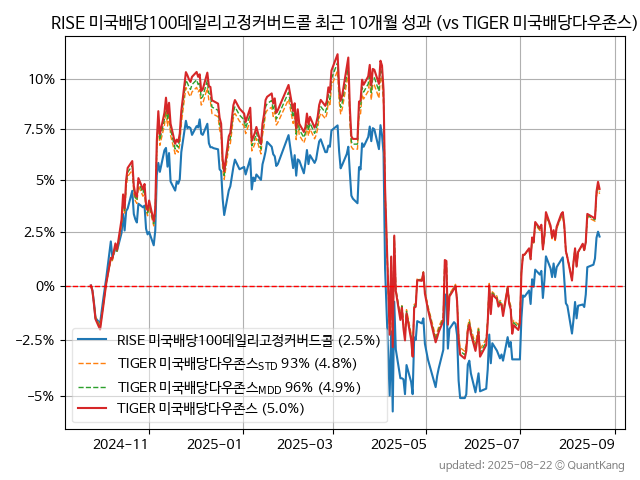 RISE 미국배당100데일리고정커버드콜 최근 10개월 성과 (vs TIGER 미국배당다우존스)
10%
7.5%
5%
2.5%
0%
−2.5%
−5%
RISE 미국배당100데일리고정커버드콜 (2.5%)
TIGER 미국배당다우존스STD 93% (4.8%)
TIGER 미국배당다우존스MDD 96% (4.9%)
TIGER 미국배당다우존스 (5.0%)
2024-11 2025-01 2025-03 2025-05 2025-07 2025-09
updated: 2025-08-22 © QuantKang